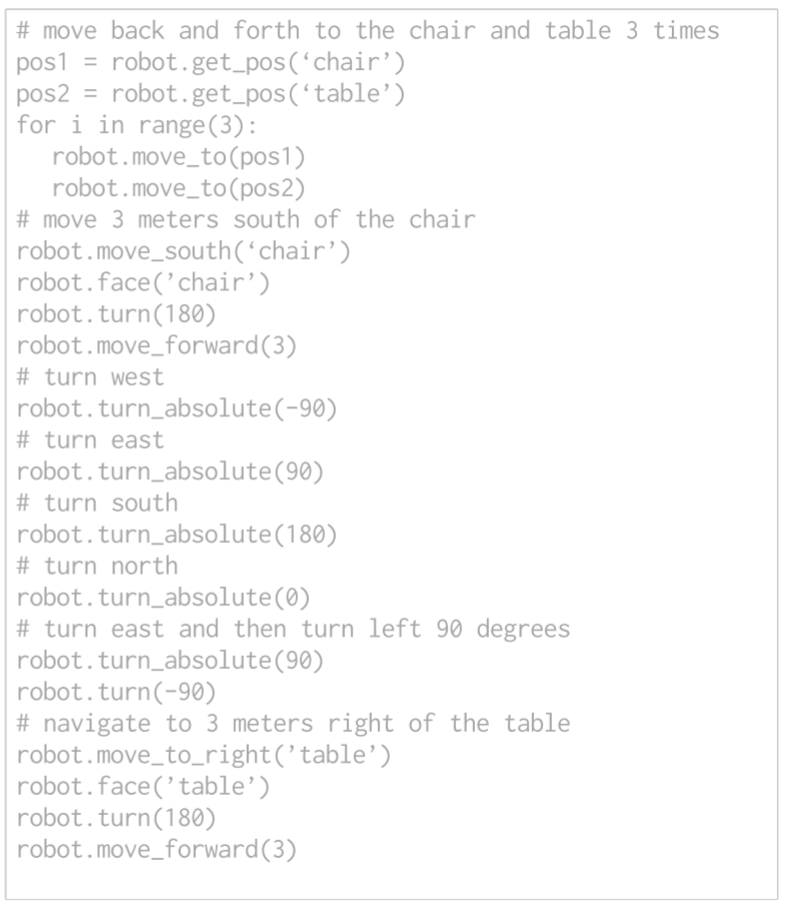 # move back and forth to the chair and table 3 times
pos1 = robot.get_pos(‘chair’)
pos2 = robot.get_pos(‘table’)
for i in range(3):
  robot.move_to(pos1)
  robot.move_to(pos2)
# move 3 meters south of the chair
robot.move_south(‘chair’)
robot.face(’chair’)
robot.turn(180)
robot.move_forward(3)
# turn west
robot.turn_absolute(-90)
# turn east
robot.turn_absolute(90)
# turn south
robot.turn_absolute(180)
# turn north
robot.turn_absolute(0)
# turn east and then turn left 90 degrees
robot.turn_absolute(90)
robot.turn(-90)
# navigate to 3 meters right of the table
robot.move_to_right(’table’)
robot.face(’table’)
robot.turn(180)
robot.move_forward(3)